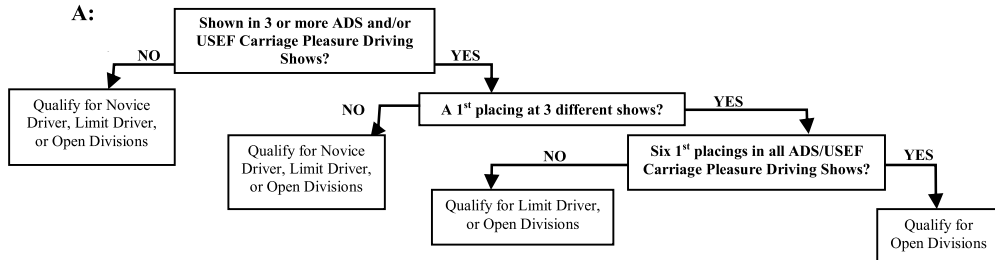 A:
Shown in 3 or more ADS and/or
USEF Carriage Pleasure Driving
Shows?
NO
YES
Qualify for Novice
Driver, Limit Driver,
or Open Divisions
A 1st placing at 3 different shows?
NO
YES
Qualify for Novice
Driver, Limit Driver,
or Open Divisions
Six 1st placings in all ADS/USEF
Carriage Pleasure Driving Shows?
NO
YES
Qualify for Limit Driver,
or Open Divisions
Qualify for
Open Divisions